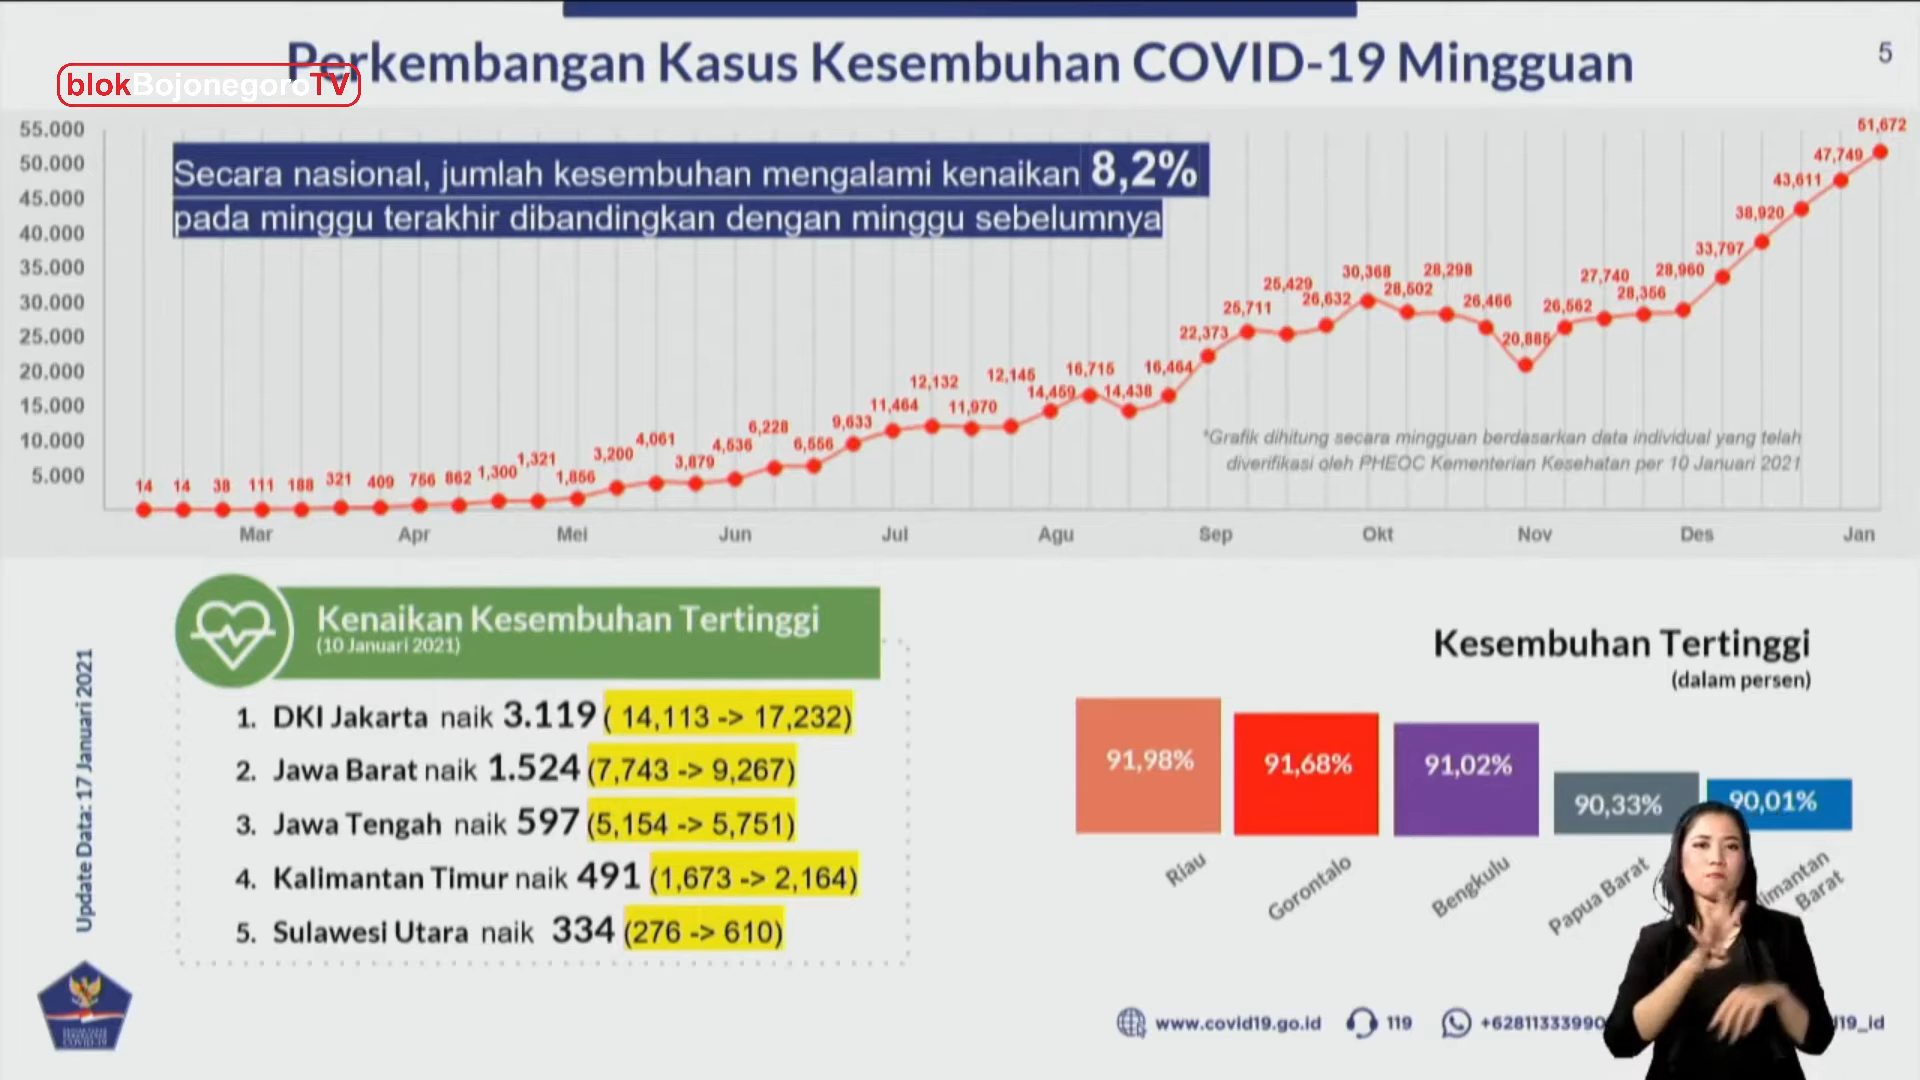 Perkembangan Kasus Kesembuhan COVID-19 Mingguan
5
blokBojonegoroTV
55.000
50.000
45.000
40.000
35.000
30.000
25.000
20.000
15.000
10.000
5.000
Secara nasional, jumlah kesembuhan mengalami kenaikan 8,2%
pada minggu terakhir dibandingkan dengan minggu sebelumnya
14 14 38 111 188 321 409 756 862 1,300 1,321 1,856 3,200 4,061 3,879 4,536 6,228 6,556 9,633 11,464 12,132 11,970 12,145 14,459 16,715 14,438 16,464 22,373 25,711 25,429 26,632 30,368 28,502 28,298 26,466 20,885 26,562 27,740 28,356 28,960 33,797 38,920 43,611 47,749 51,672
*Grafik dihitung secara mingguan berdasarkan data individual yang telah
diverifikasi oleh PHEOC Kementerian Kesehatan per 10 Januari 2021
Mar Apr Mei Jun Jul Agu Sep Okt Nov Des Jan
Update Data: 17 Januari 2021
Kenaikan Kesembuhan Tertinggi
(10 Januari 2021)
1. DKI Jakarta naik 3.119 ( 14,113 -> 17,232)
2. Jawa Barat naik 1.524 (7,743 -> 9,267)
3. Jawa Tengah naik 597 (5,154 -> 5,751)
4. Kalimantan Timur naik 491 (1,673 -> 2,164)
5. Sulawesi Utara naik 334 (276 -> 610)
Kesembuhan Tertinggi
(dalam persen)
91,98%
91,68%
91,02%
90,33%
90,01%
Riau
Gorontalo
Bengkulu
Papua Barat
Barat
COVID-19
www.covid19.go.id
119
+62811333990
19_id